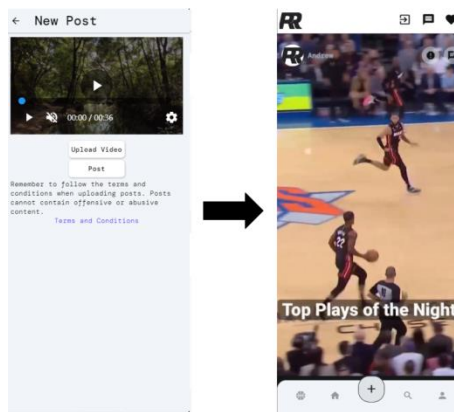 New Post
00:00 / 00:36
Upload Video
Post
Remember to follow the terms and
conditions when uploading posts. Posts
cannot contain offensive or abusive
content.
Terms and Conditions
Andrew
22
Top Plays of the Night